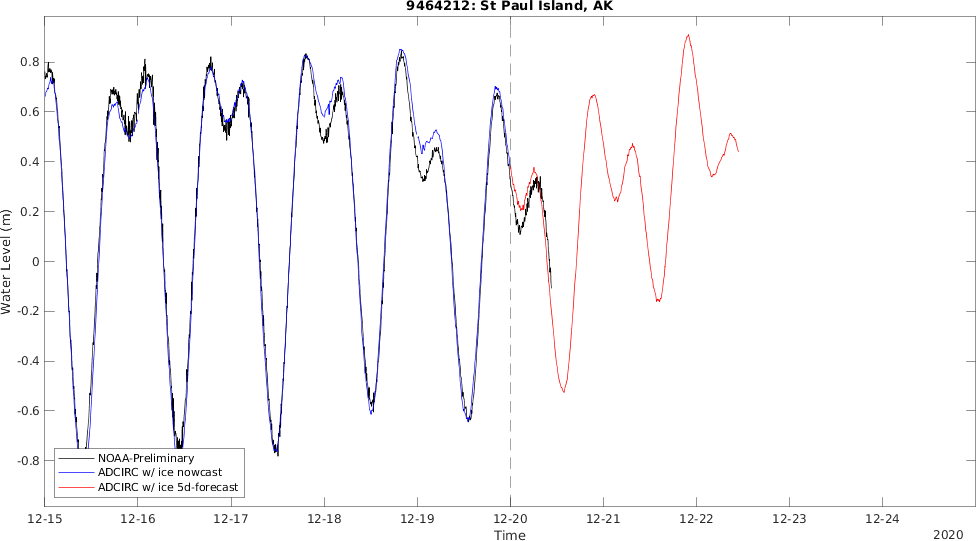 9464212: St Paul Island, AK
Water Level (m)
0.8
0.6
0.4
0.2
0
-0.2
-0.4
-0.6
-0.8
NOAA-Preliminary
ADCIRC w/ ice nowcast
ADCIRC w/ ice 5d-forecast
12-15 12-16 12-17 12-18 12-19 12-20 12-21 12-22 12-23 12-24
Time
2020